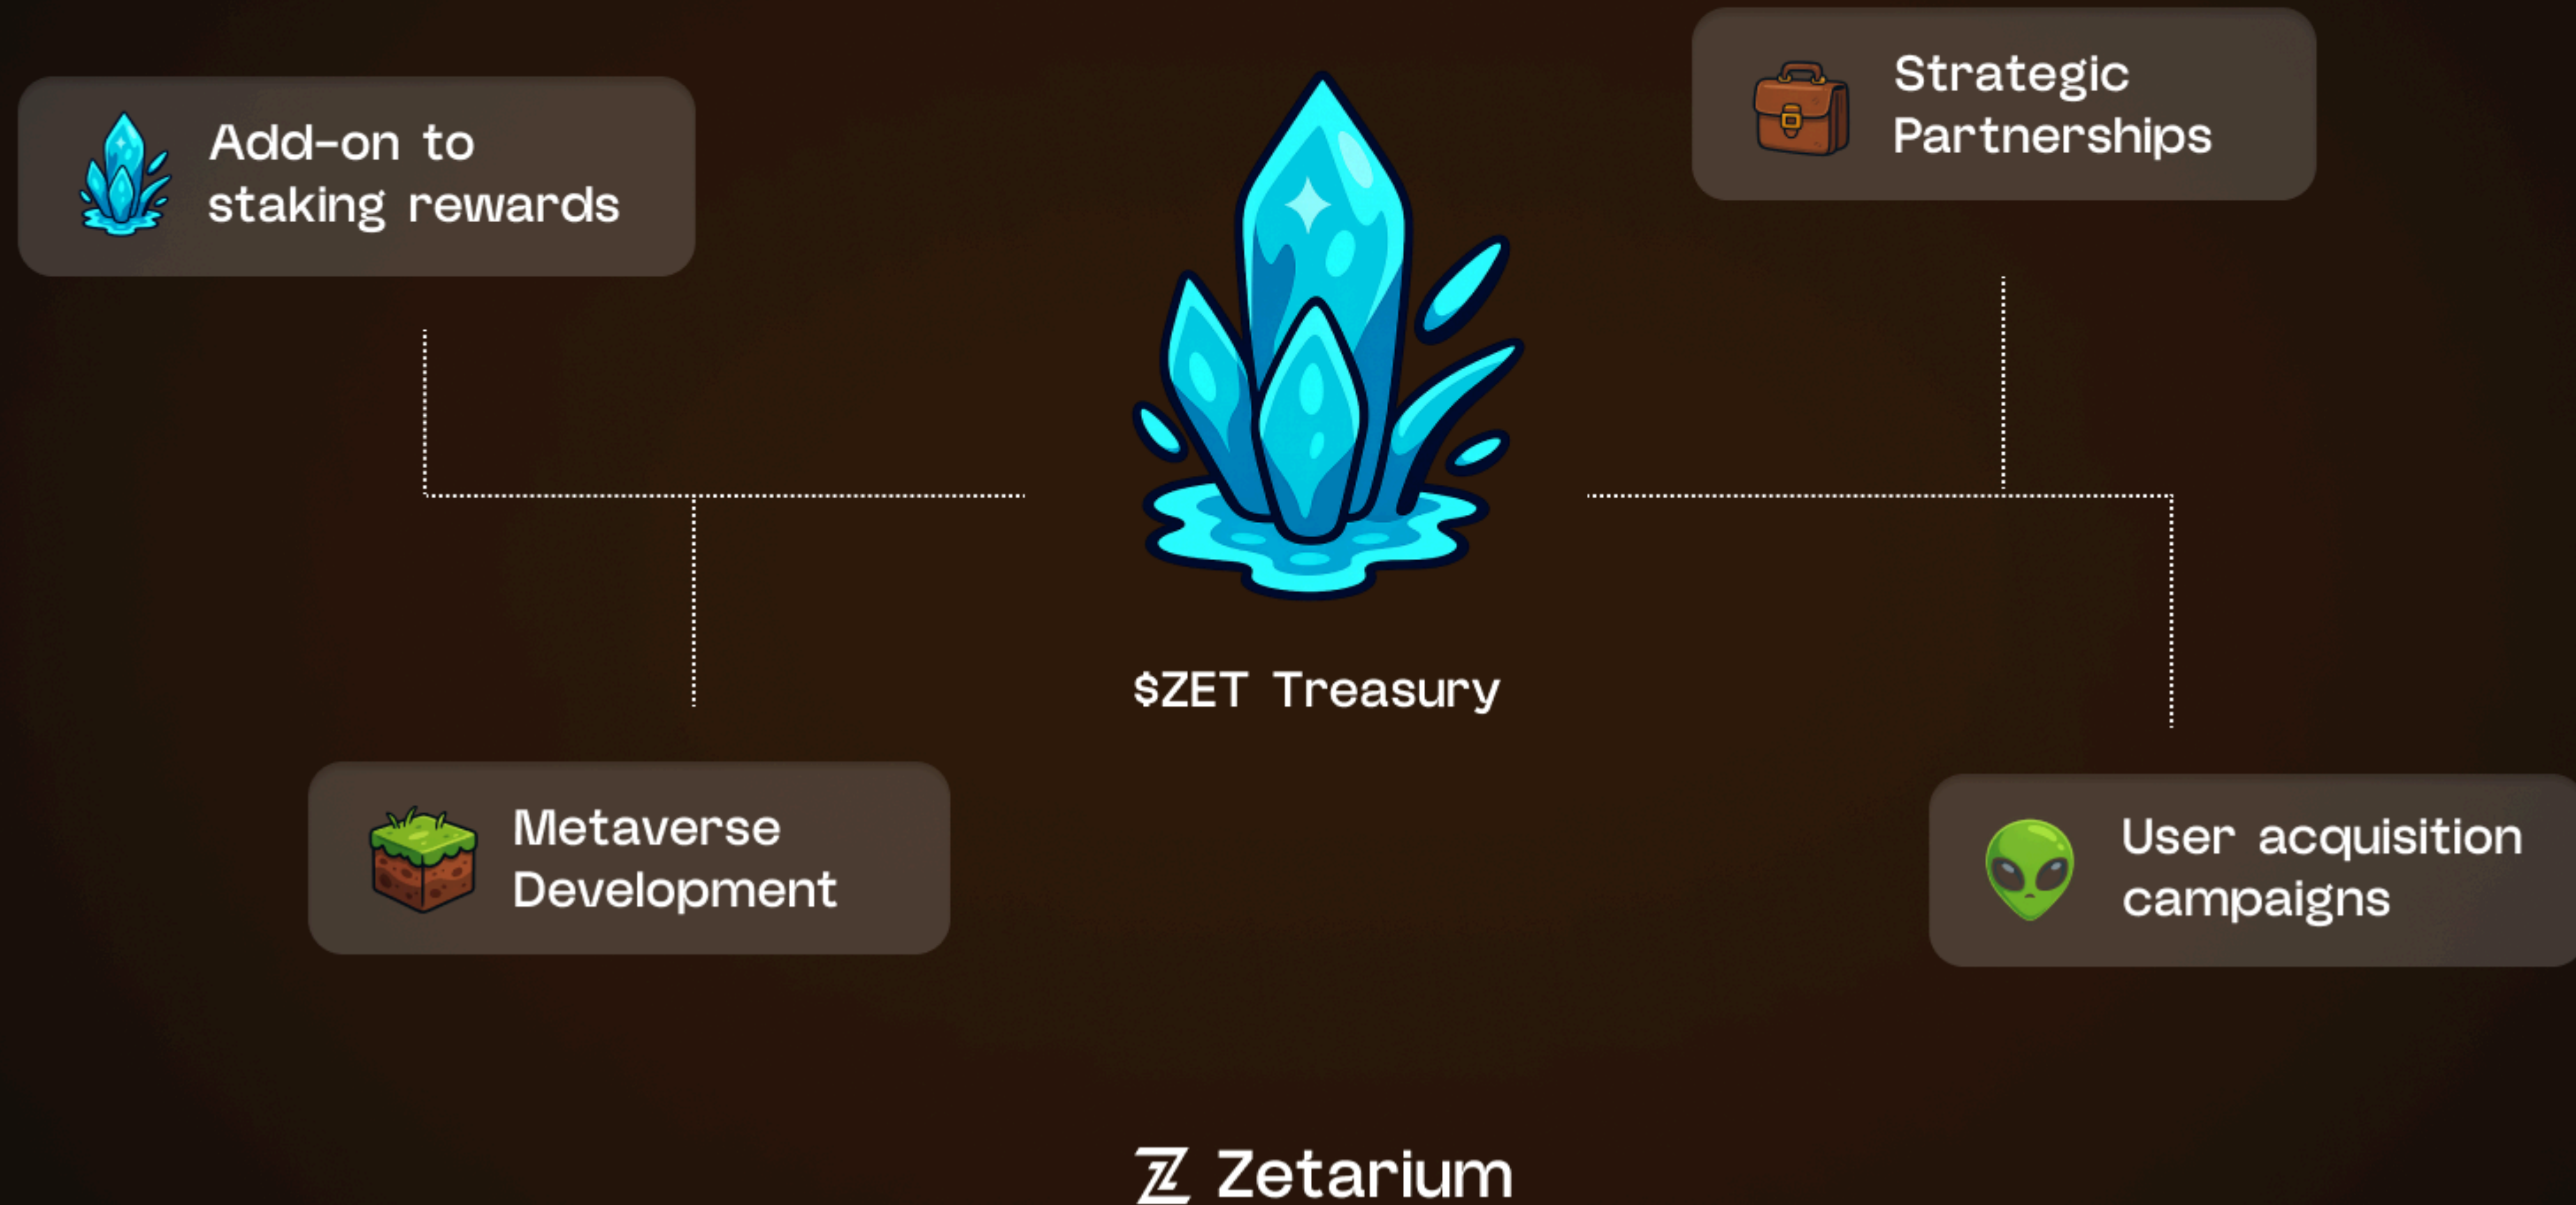 Add-on to
staking rewards
Strategic
Partnerships
$ZET Treasury
Metaverse
Development
User acquisition
campaigns
Zetarium